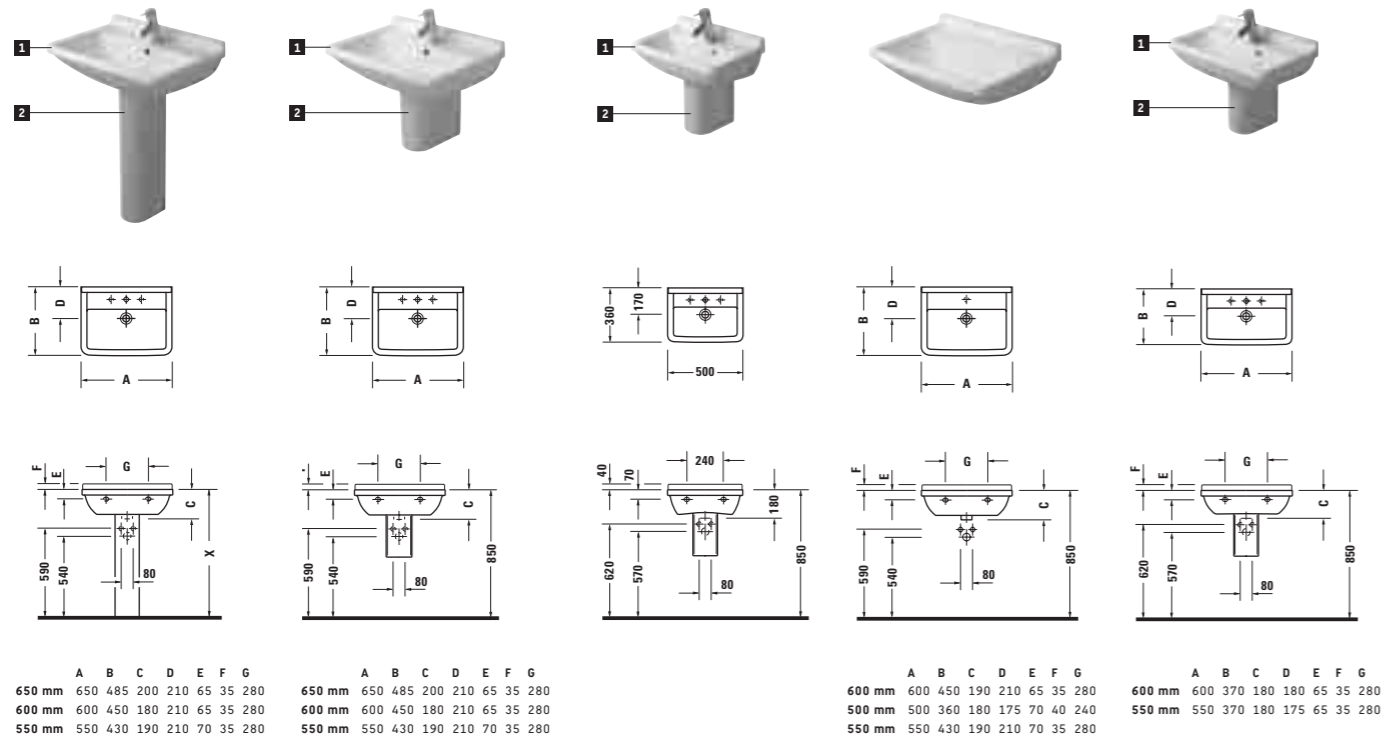 1 1 1 1
2 2 2 2
D D 170 D D
B B 360 B B
A A 500 A A
F E G E G 40 70 240 F E G F E G
C C 180 C C
590 540 80 X 590 540 80 850 620 570 80 850 590 540 80 850 620 570 80 850
A B C D E F G
650 mm 650 485 200 210 65 35 280
600 mm 600 450 180 210 65 35 280
550 mm 550 430 190 210 70 35 280
A B C D E F G
650 mm 650 485 200 210 65 35 280
600 mm 600 450 180 210 65 35 280
550 mm 550 430 190 210 70 35 280
A B C D E F G
600 mm 600 450 190 210 65 35 280
500 mm 500 360 180 175 70 40 240
550 mm 550 430 190 210 70 35 280
A B C D E F G
600 mm 600 370 180 180 65 35 280
550 mm 550 370 180 175 65 35 280